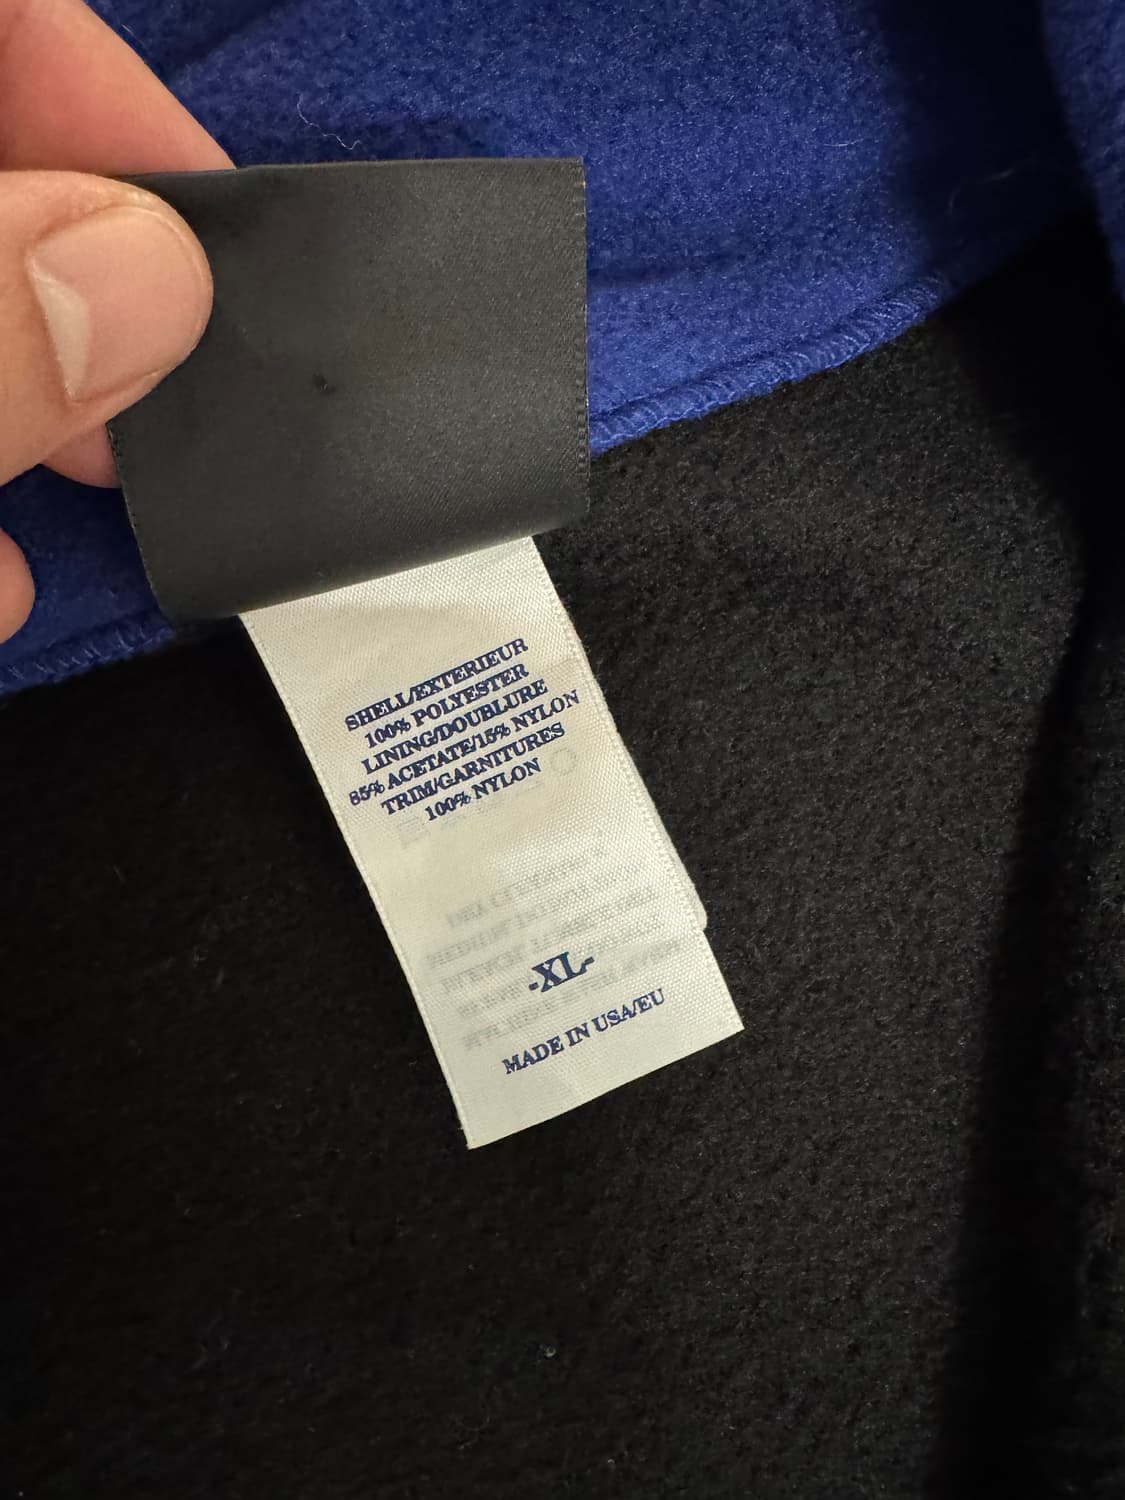 SHELL/EXTERIEUR
100% POLYESTER
LINING/DOUBLURE
85% ACETATE/15% NYLON
TRIM/GARNITURES
100% NYLON
-XL-
MADE IN USA/EU